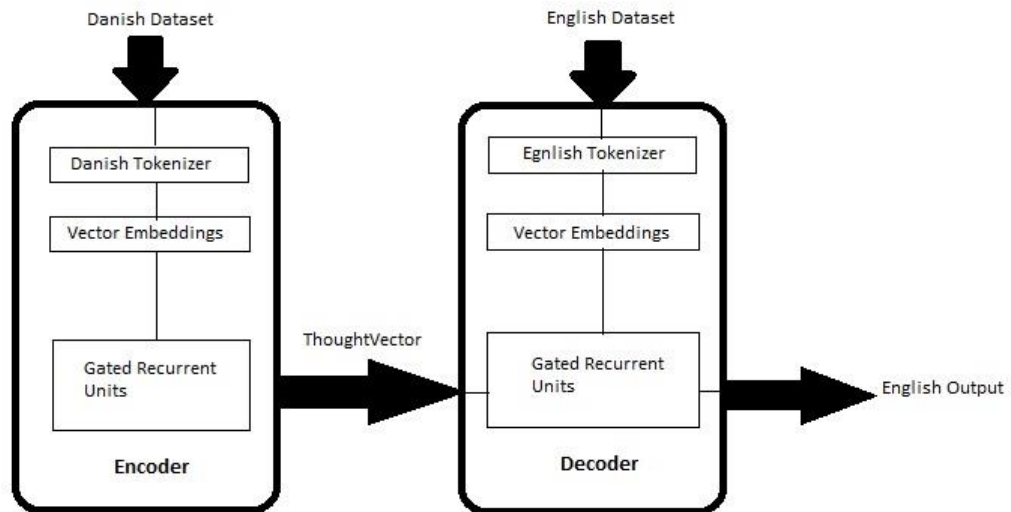 Danish Dataset
English Dataset
Danish Tokenizer
Egnlish Tokenizer
Vector Embeddings
Vector Embeddings
ThoughtVector
Gated Recurrent
Units
Gated Recurrent
Units
English Output
Encoder
Decoder